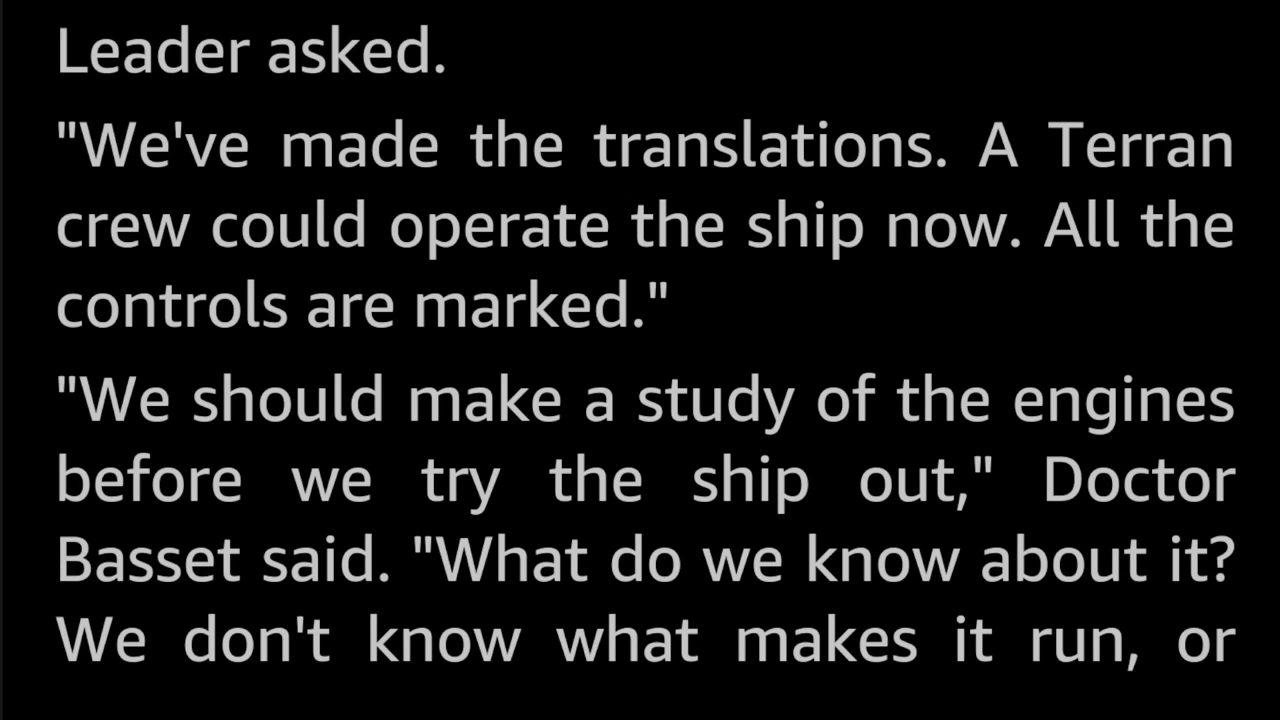 Leader asked.
"We've made the translations. A Terran
crew could operate the ship now. All the
controls are marked."
"We should make a study of the engines
before we try the ship out," Doctor
Basset said. "What do we know about it?
We don't know what makes it run, or